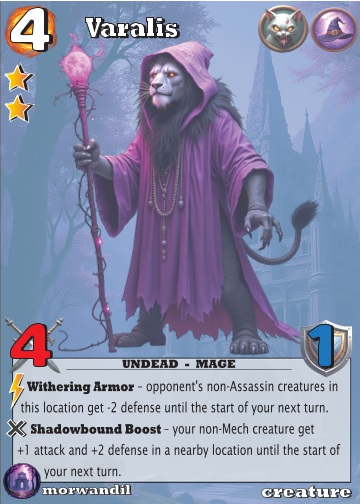 4 Varalis
4
1
UNDEAD - MAGE
Withering Armor - opponent's non-Assassin creatures in
this location get -2 defense until the start of your next turn.
Shadowbound Boost - your non-Mech creature get
+1 attack and +2 defense in a nearby location until the start of
your next turn.
morwandil creature